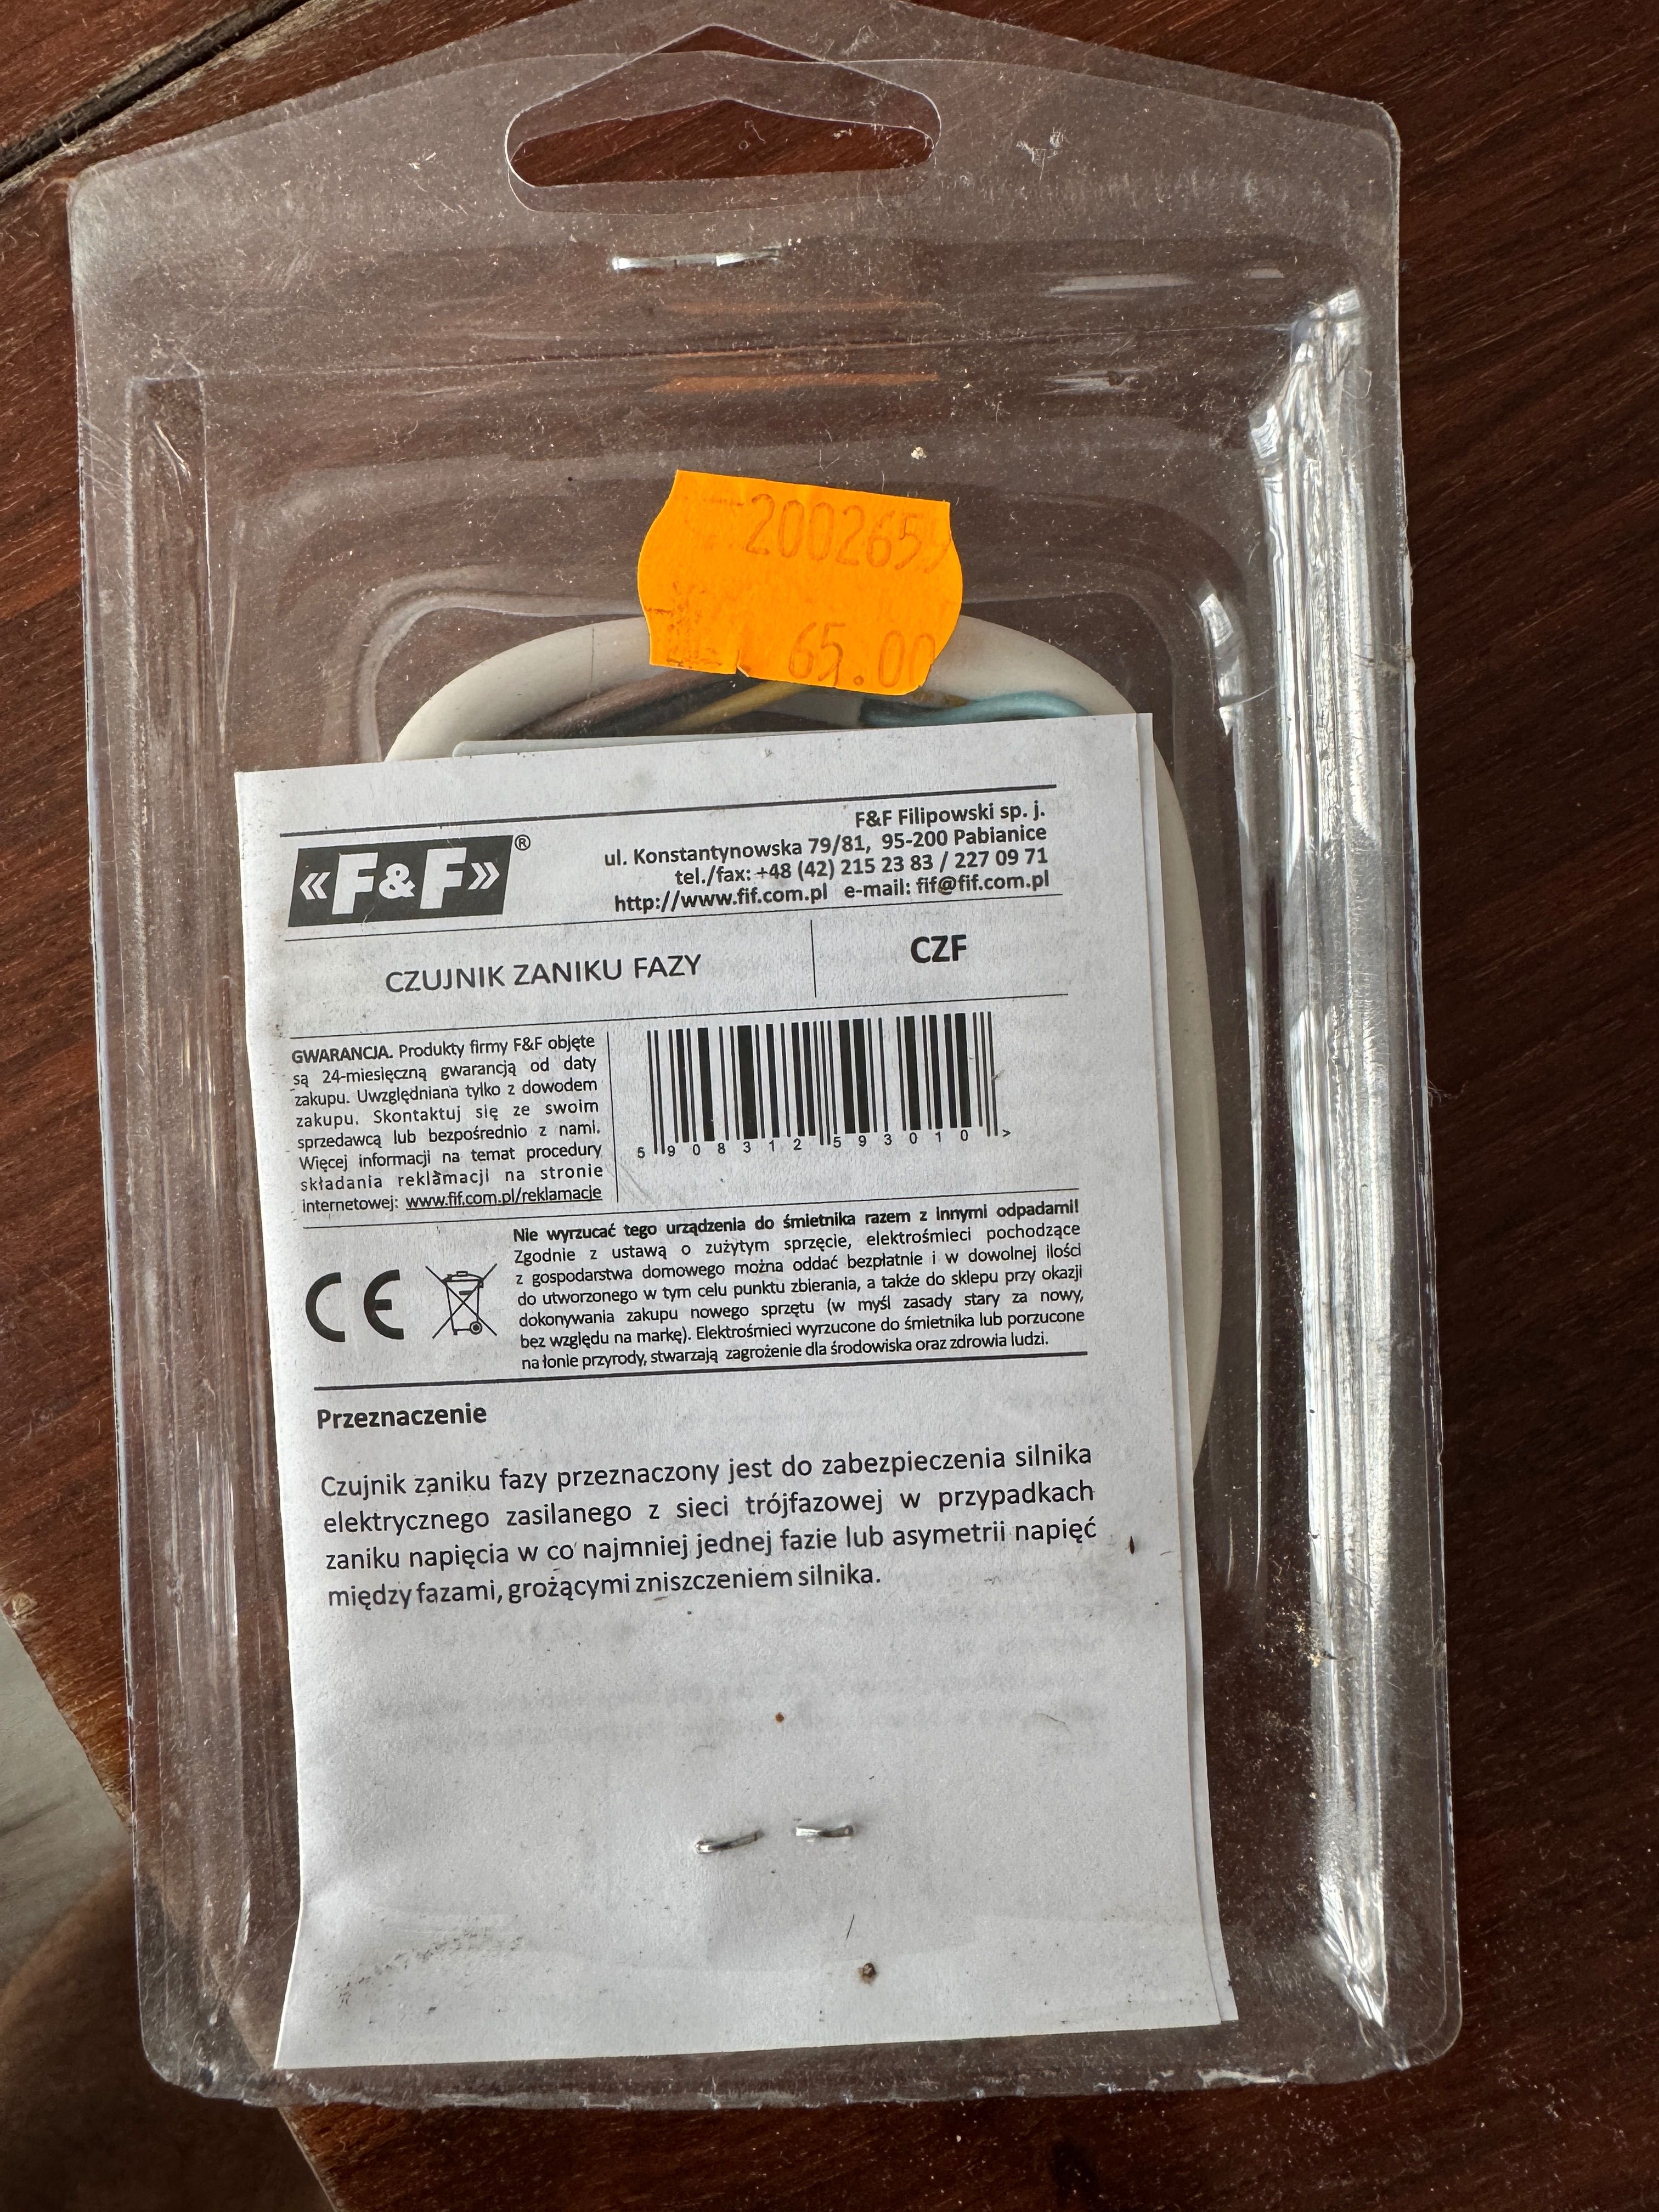 200265
65.00
«F&F»®
F&F Filipowski sp. j.
ul. Konstantynowska 79/81, 95-200 Pabianice
tel./fax: +48 (42) 215 23 83 / 227 09 71
http://www.fif.com.pl e-mail: fif@fif.com.pl
CZUJNIK ZANIKU FAZY
CZF
GWARANCJA. Produkty firmy F&F objęte
są 24-miesięczną gwarancją od daty
zakupu. Uwzględniana tylko z dowodem
zakupu. Skontaktuj się ze swoim
sprzedawcą lub bezpośrednio z nami.
Więcej informacji na temat procedury
składania reklamacji na stronie
internetowej: www.fif.com.pl/reklamacje
5 908312 593010 >
CE
Nie wyrzucać tego urządzenia do śmietnika razem z innymi odpadami!
Zgodnie z ustawą o zużytym sprzęcie, elektrośmieci pochodzące
z gospodarstwa domowego można oddać bezpłatnie i w dowolnej ilości
do utworzonego w tym celu punktu zbierania, a także do sklepu przy okazji
dokonywania zakupu nowego sprzętu (w myśl zasady stary za nowy,
bez względu na markę). Elektrośmieci wyrzucone do śmietnika lub porzucone
na łonie przyrody, stwarzają zagrożenie dla środowiska oraz zdrowia ludzi.
Przeznaczenie
Czujnik zaniku fazy przeznaczony jest do zabezpieczenia silnika
elektrycznego zasilanego z sieci trójfazowej w przypadkach
zaniku napięcia w co najmniej jednej fazie lub asymetrii napięć
między fazami, grożącymi zniszczeniem silnika.